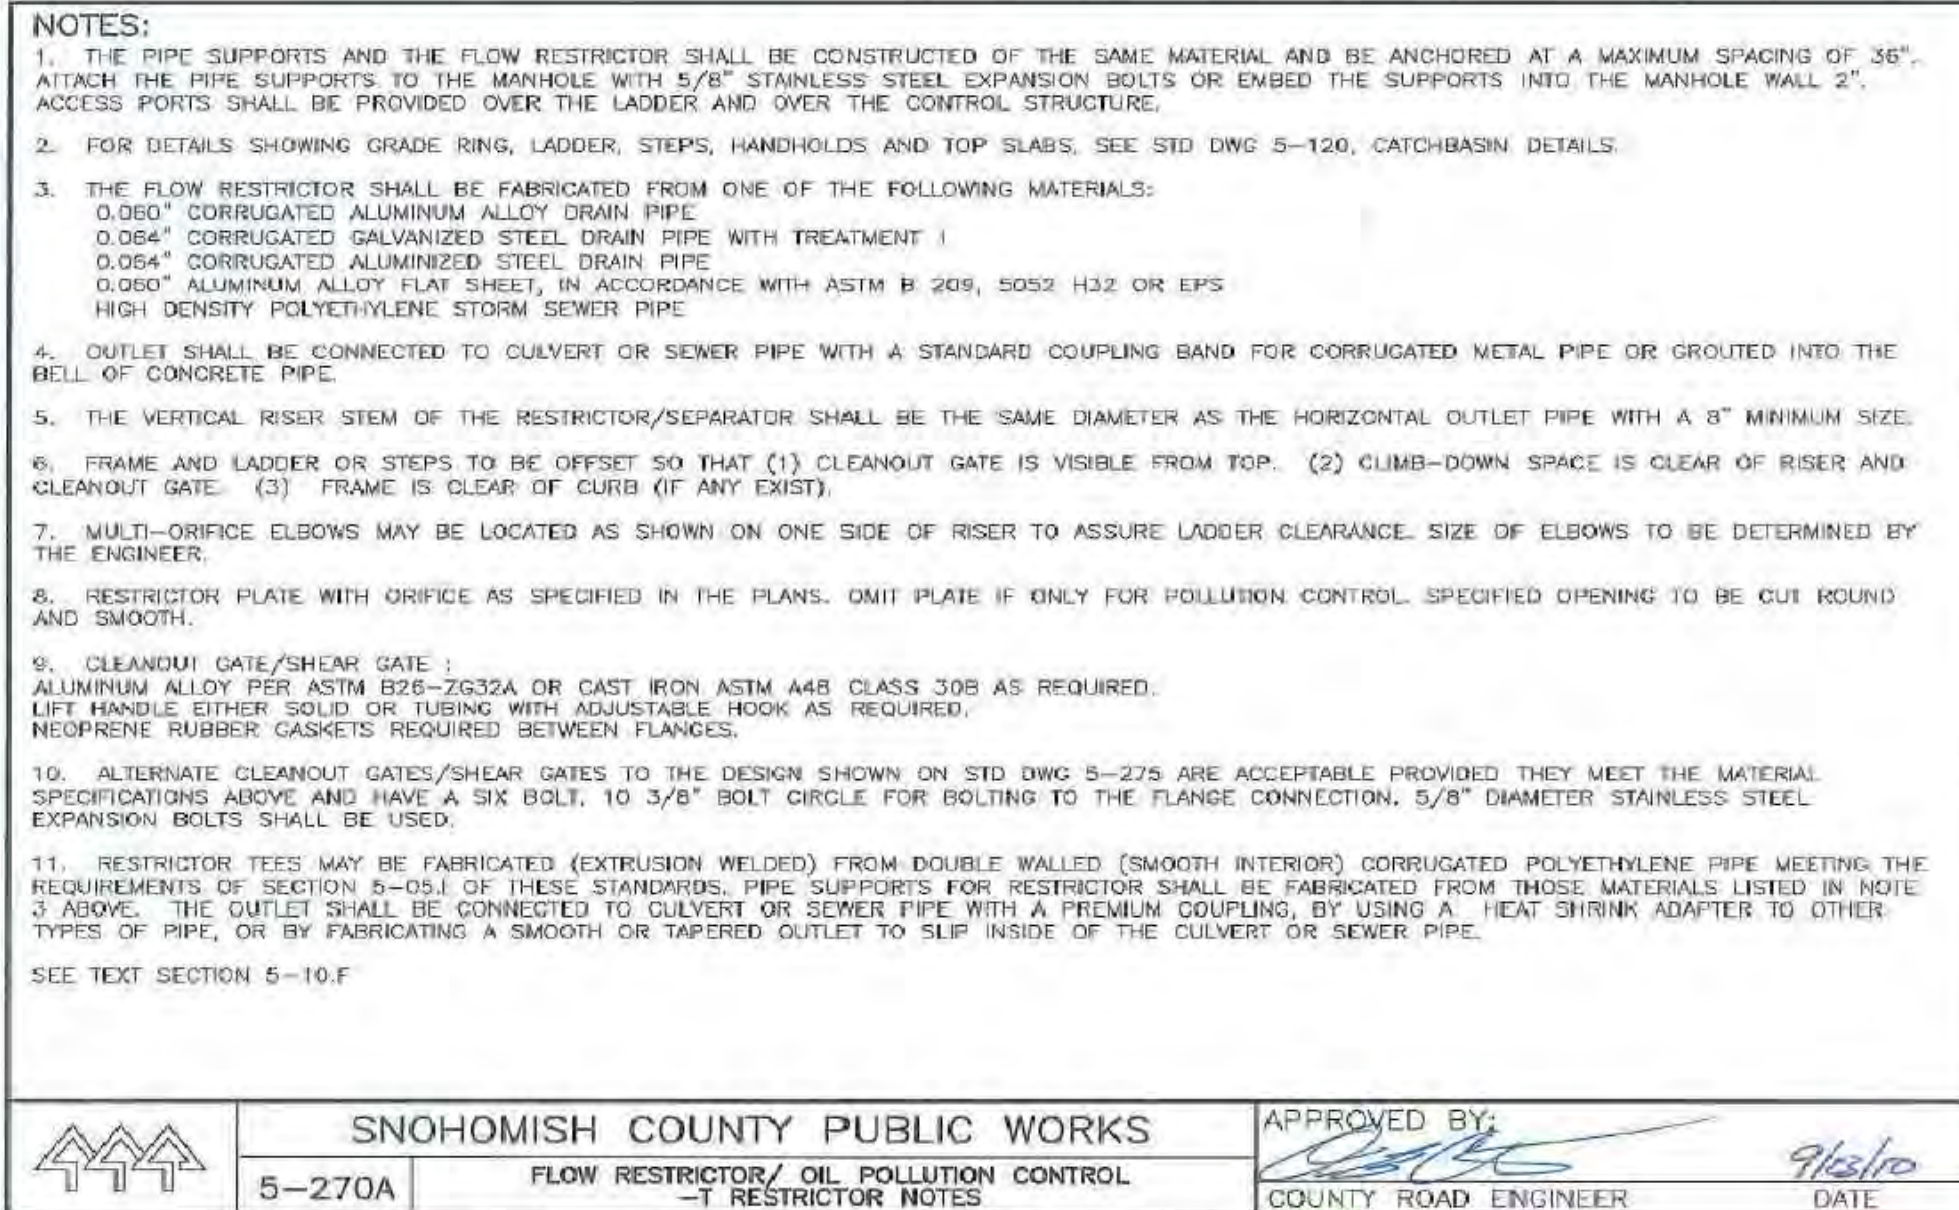 NOTES:
1. THE PIPE SUPPORTS AND THE FLOW RESTRICTOR SHALL BE CONSTRUCTED OF THE SAME MATERIAL AND BE ANCHORED AT A MAXIMUM SPACING OF 36".
ATTACH THE PIPE SUPPORTS TO THE MANHOLE WITH 5/8" STAINLESS STEEL EXPANSION BOLTS OR EMBED THE SUPPORTS INTO THE MANHOLE WALL 2".
ACCESS PORTS SHALL BE PROVIDED OVER THE LADDER AND OVER THE CONTROL STRUCTURE.
2. FOR DETAILS SHOWING GRADE RING, LADDER, STEPS, HANDHOLDS AND TOP SLABS, SEE STD DWG 5-120, CATCHBASIN DETAILS.
3. THE FLOW RESTRICTOR SHALL BE FABRICATED FROM ONE OF THE FOLLOWING MATERIALS:
0.060" CORRUGATED ALUMINUM ALLOY DRAIN PIPE
0.064" CORRUGATED GALVANIZED STEEL DRAIN PIPE WITH TREATMENT 1
0.064" CORRUGATED ALUMINIZED STEEL DRAIN PIPE
0.060" ALUMINUM ALLOY FLAT SHEET, IN ACCORDANCE WITH ASTM B 209, 5052 H32 OR EPS
HIGH DENSITY POLYETHYLENE STORM SEWER PIPE
4. OUTLET SHALL BE CONNECTED TO CULVERT OR SEWER PIPE WITH A STANDARD COUPLING BAND FOR CORRUGATED METAL PIPE OR GROUTED INTO THE
BELL OF CONCRETE PIPE.
5. THE VERTICAL RISER STEM OF THE RESTRICTOR/SEPARATOR SHALL BE THE SAME DIAMETER AS THE HORIZONTAL OUTLET PIPE WITH A 8" MINIMUM SIZE.
6. FRAME AND LADDER OR STEPS TO BE OFFSET SO THAT (1) CLEANOUT GATE IS VISIBLE FROM TOP. (2) CLIMB-DOWN SPACE IS CLEAR OF RISER AND
CLEANOUT GATE. (3) FRAME IS CLEAR OF CURB (IF ANY EXIST).
7. MULTI-ORIFICE ELBOWS MAY BE LOCATED AS SHOWN ON ONE SIDE OF RISER TO ASSURE LADDER CLEARANCE. SIZE OF ELBOWS TO BE DETERMINED BY
THE ENGINEER.
8. RESTRICTOR PLATE WITH ORIFICE AS SPECIFIED IN THE PLANS. OMIT PLATE IF ONLY FOR POLLUTION CONTROL. SPECIFIED OPENING TO BE CUT ROUND
AND SMOOTH.
9. CLEANOUT GATE/SHEAR GATE :
ALUMINUM ALLOY PER ASTM B26-ZG32A OR CAST IRON ASTM A48 CLASS 30B AS REQUIRED.
LIFT HANDLE EITHER SOLID OR TUBING WITH ADJUSTABLE HOOK AS REQUIRED.
NEOPRENE RUBBER GASKETS REQUIRED BETWEEN FLANGES.
10. ALTERNATE CLEANOUT GATES/SHEAR GATES TO THE DESIGN SHOWN ON STD DWG 5-275 ARE ACCEPTABLE PROVIDED THEY MEET THE MATERIAL
SPECIFICATIONS ABOVE AND HAVE A SIX BOLT, 10 3/8" BOLT CIRCLE FOR BOLTING TO THE FLANGE CONNECTION. 5/8" DIAMETER STAINLESS STEEL
EXPANSION BOLTS SHALL BE USED.
11. RESTRICTOR TEES MAY BE FABRICATED (EXTRUSION WELDED) FROM DOUBLE WALLED (SMOOTH INTERIOR) CORRUGATED POLYETHYLENE PIPE MEETING THE
REQUIREMENTS OF SECTION 5-05.I OF THESE STANDARDS. PIPE SUPPORTS FOR RESTRICTOR SHALL BE FABRICATED FROM THOSE MATERIALS LISTED IN NOTE
3 ABOVE. THE OUTLET SHALL BE CONNECTED TO CULVERT OR SEWER PIPE WITH A PREMIUM COUPLING, BY USING A HEAT SHRINK ADAPTER TO OTHER
TYPES OF PIPE, OR BY FABRICATING A SMOOTH OR TAPERED OUTLET TO SLIP INSIDE OF THE CULVERT OR SEWER PIPE.
SEE TEXT SECTION 5-10.F
SNOHOMISH COUNTY PUBLIC WORKS
5-270A
FLOW RESTRICTOR/ OIL POLLUTION CONTROL
-T RESTRICTOR NOTES
APPROVED BY:
COUNTY ROAD ENGINEER
DATE